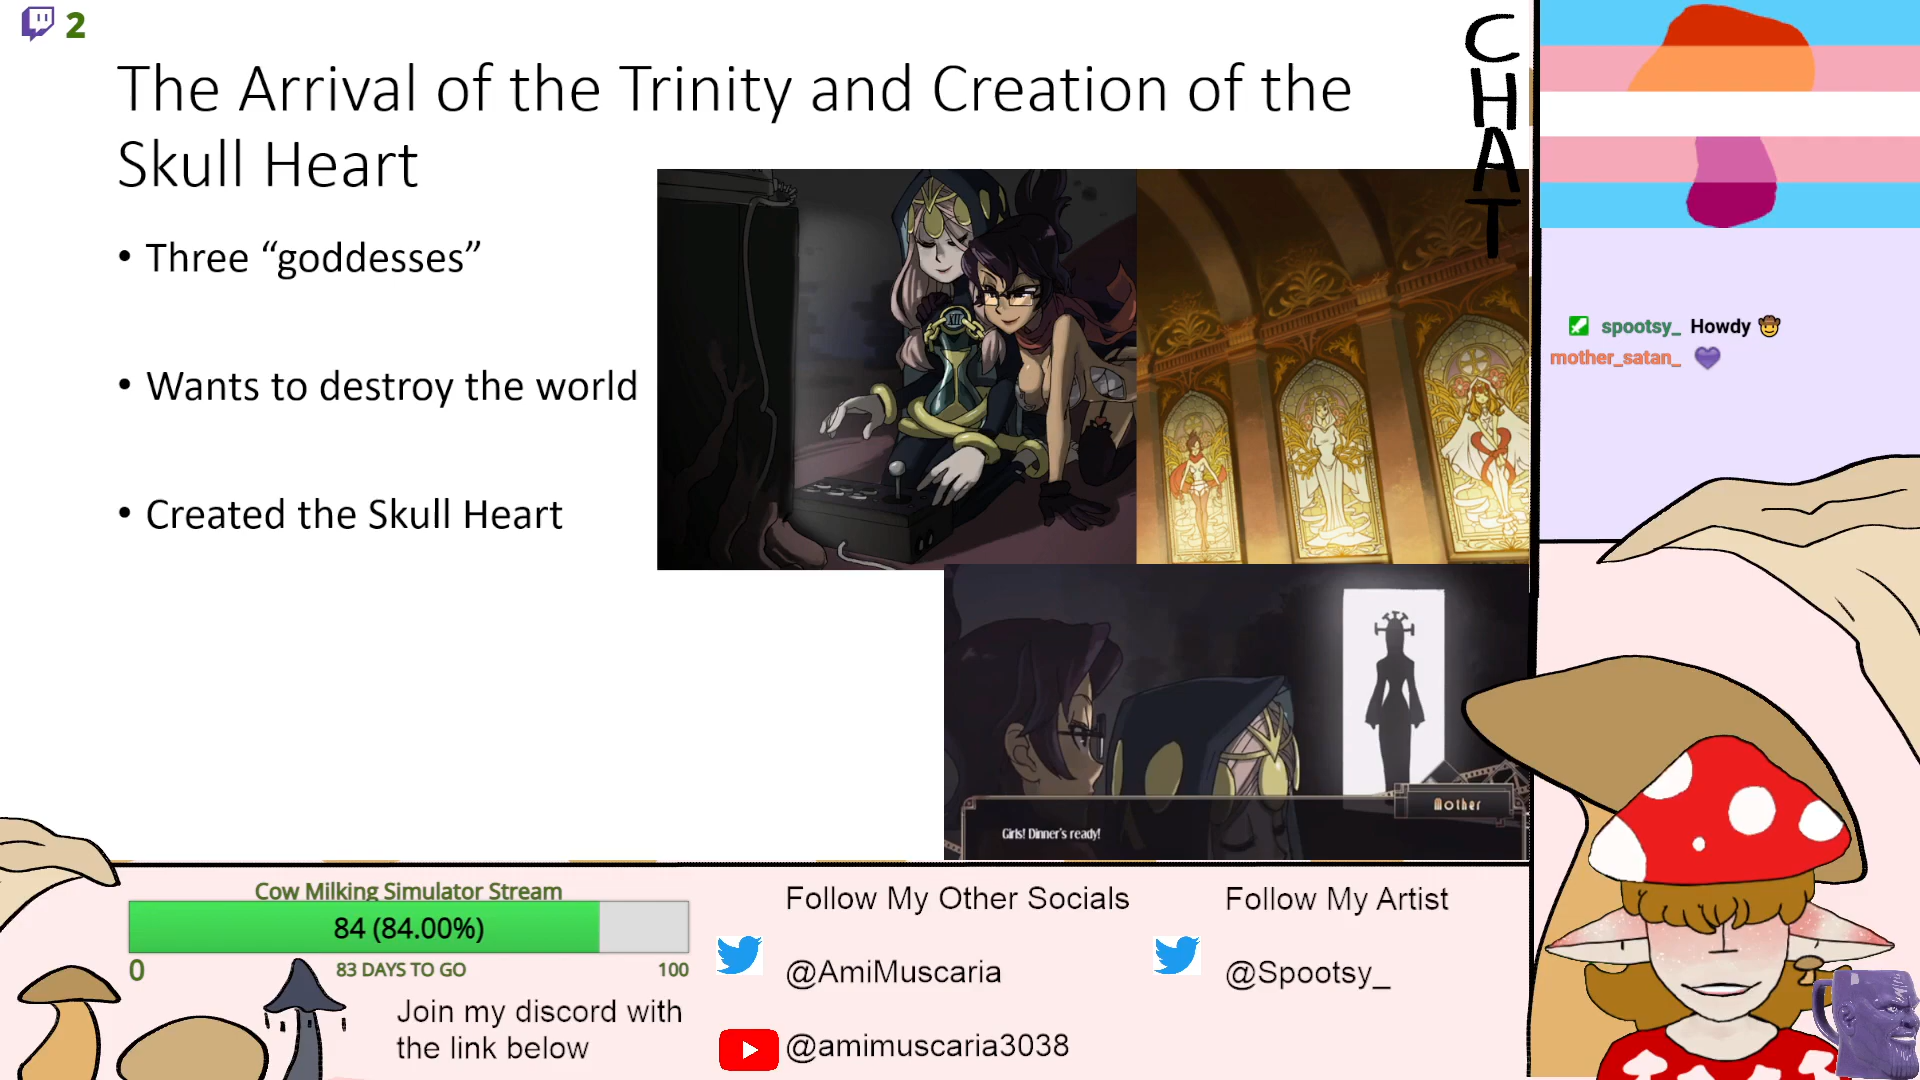 2
The Arrival of the Trinity and Creation of the
Skull Heart
• Three “goddesses”
• Wants to destroy the world
• Created the Skull Heart
CHAT
spootsy_ Howdy 🤠
mother_satan_ 💜
XII
Mother
Girls! Dinner's ready!
Cow Milking Simulator Stream
84 (84.00%)
0
83 DAYS TO GO
100
Join my discord with
the link below
Follow My Other Socials
@AmiMuscaria
@amimuscaria3038
Follow My Artist
@Spootsy_